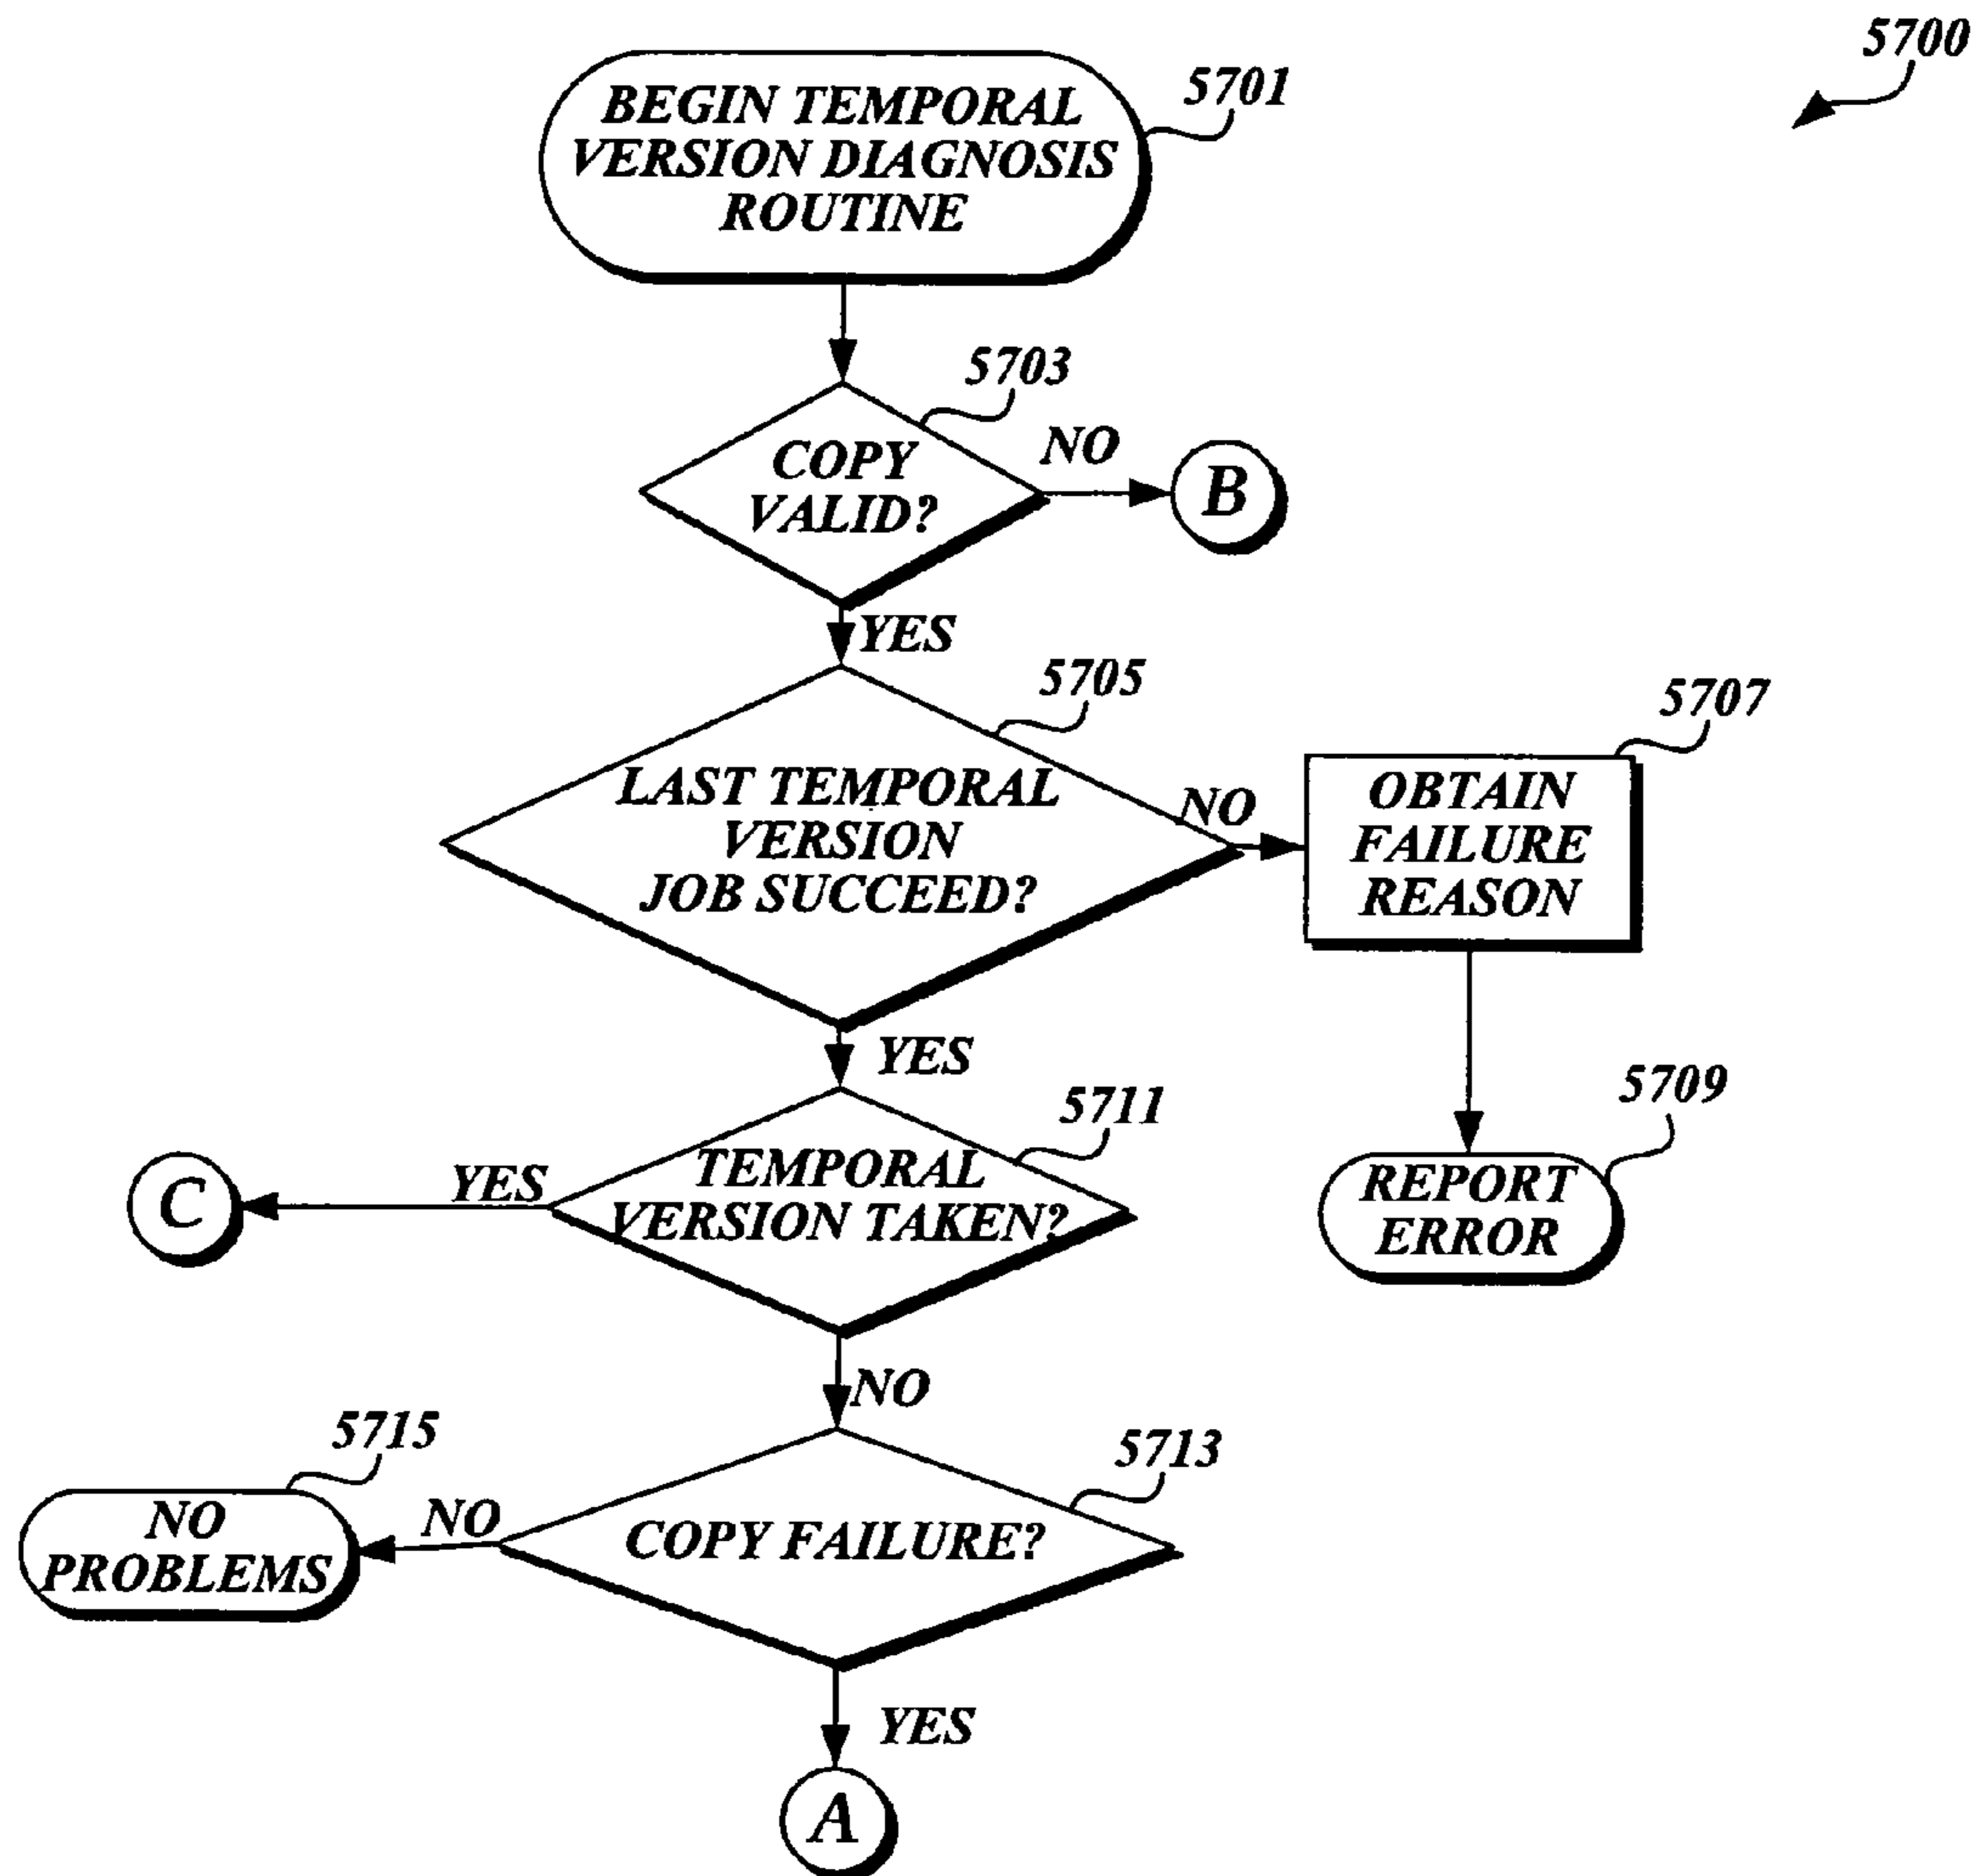 5700
BEGIN TEMPORAL
VERSION DIAGNOSIS
ROUTINE
5701
5703
COPY
VALID?
NO
B
YES
5705
LAST TEMPORAL
VERSION
JOB SUCCEED?
NO
5707
OBTAIN
FAILURE
REASON
YES
5709
REPORT
ERROR
5711
TEMPORAL
VERSION TAKEN?
YES
C
NO
5713
COPY FAILURE?
NO
5715
NO
PROBLEMS
YES
A